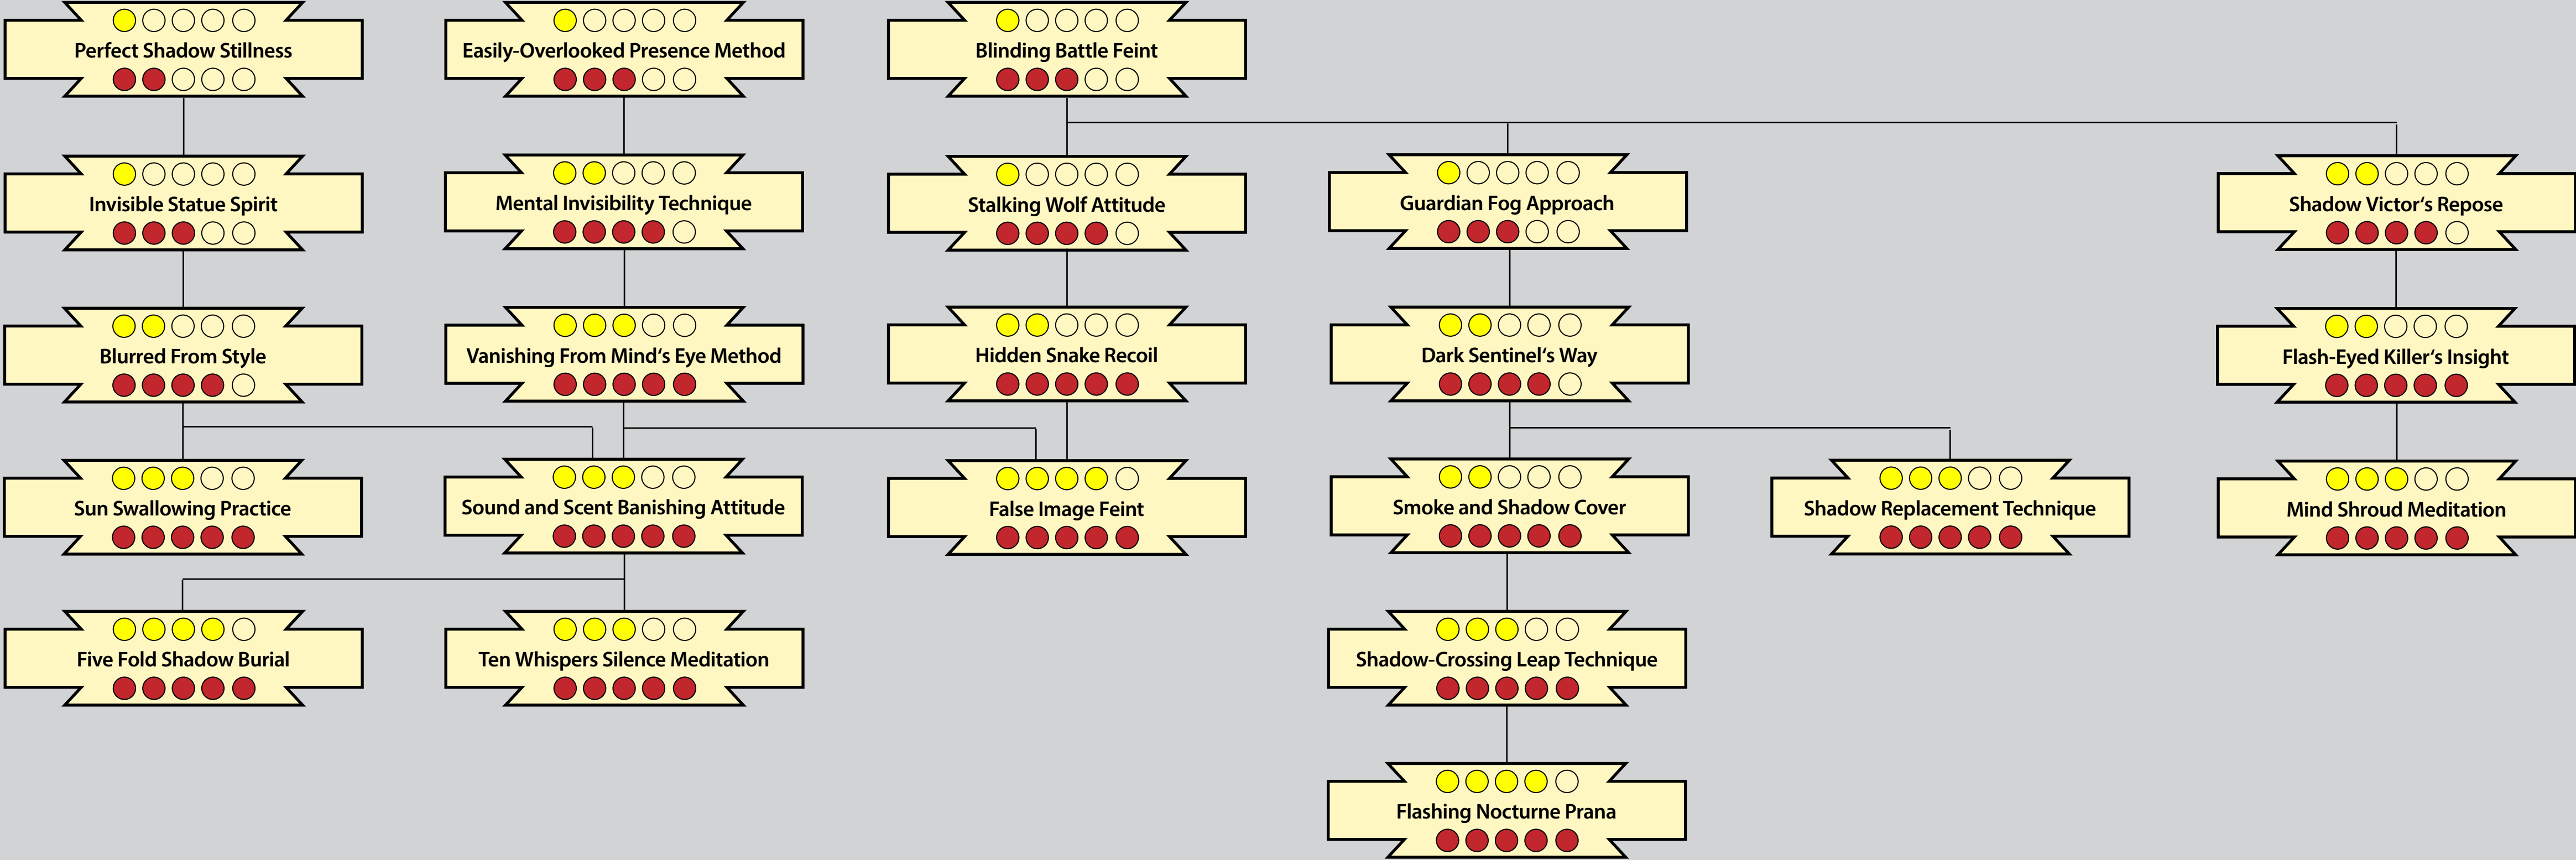 Perfect Shadow Stillness
Easily-Overlooked Presence Method
Blinding Battle Feint
Invisible Statue Spirit
Mental Invisibility Technique
Stalking Wolf Attitude
Guardian Fog Approach
Shadow Victor‘s Repose
Blurred From Style
Vanishing From Mind‘s Eye Method
Hidden Snake Recoil
Dark Sentinel‘s Way
Flash-Eyed Killer‘s Insight
Sun Swallowing Practice
Sound and Scent Banishing Attitude
False Image Feint
Smoke and Shadow Cover
Shadow Replacement Technique
Mind Shroud Meditation
Five Fold Shadow Burial
Ten Whispers Silence Meditation
Shadow-Crossing Leap Technique
Flashing Nocturne Prana